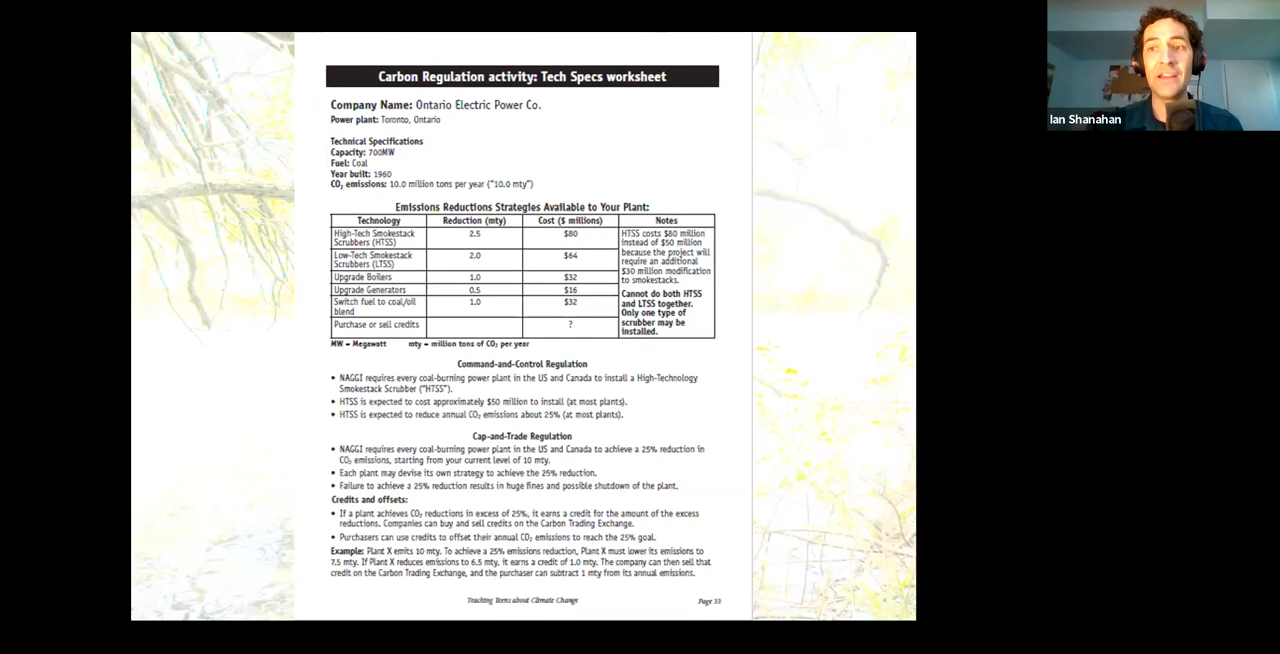 Carbon Regulation activity: Tech Specs worksheet
Company Name: Ontario Electric Power Co.
Power plant: Toronto, Ontario
Technical Specifications
Capacity: 700MW
Fuel: Coal
Year built: 1960
CO₂ emissions: 10.0 million tons per year ("10.0 mty")
Emissions Reductions Strategies Available to Your Plant:
Technology Reduction (mty) Cost ($ millions) Notes
High-Tech Smokestack
Scrubbers (HTSS) 2.5 $80
Low-Tech Smokestack
Scrubbers (LTSS) 2.0 $64
Upgrade Boilers 1.0 $32
Upgrade Generators 0.5 $16
Switch fuel to coal/oil
blend 1.0 $32
Purchase or sell credits ?
HTSS costs $80 million
instead of $50 million
because the project will
require an additional
$30 million modification
to smokestacks.
Cannot do both HTSS
and LTSS together.
Only one type of
scrubber may be
installed.
MW = Megawatt mty = million tons of CO₂ per year
Command-and-Control Regulation
• NAGGI requires every coal-burning power plant in the US and Canada to install a High-Technology
Smokestack Scrubber ("HTSS").
• HTSS is expected to cost approximately $50 million to install (at most plants).
• HTSS is expected to reduce annual CO₂ emissions about 25% (at most plants).
Cap-and-Trade Regulation
• NAGGI requires every coal-burning power plant in the US and Canada to achieve a 25% reduction in
CO₂ emissions, starting from your current level of 10 mty.
• Each plant may devise its own strategy to achieve the 25% reduction.
• Failure to achieve a 25% reduction results in huge fines and possible shutdown of the plant.
Credits and offsets:
• If a plant achieves CO₂ reductions in excess of 25%, it earns a credit for the amount of the excess
reductions. Companies can buy and sell credits on the Carbon Trading Exchange.
• Purchasers can use credits to offset their annual CO₂ emissions to reach the 25% goal.
Example: Plant X emits 10 mty. To achieve a 25% emissions reduction, Plant X must lower its emissions to
7.5 mty. If Plant X reduces emissions to 6.5 mty, it earns a credit of 1.0 mty. The company can then sell that
credit on the Carbon Trading Exchange, and the purchaser can subtract 1 mty from its annual emissions.
Teaching Teens about Climate Change Page 33
Ian Shanahan